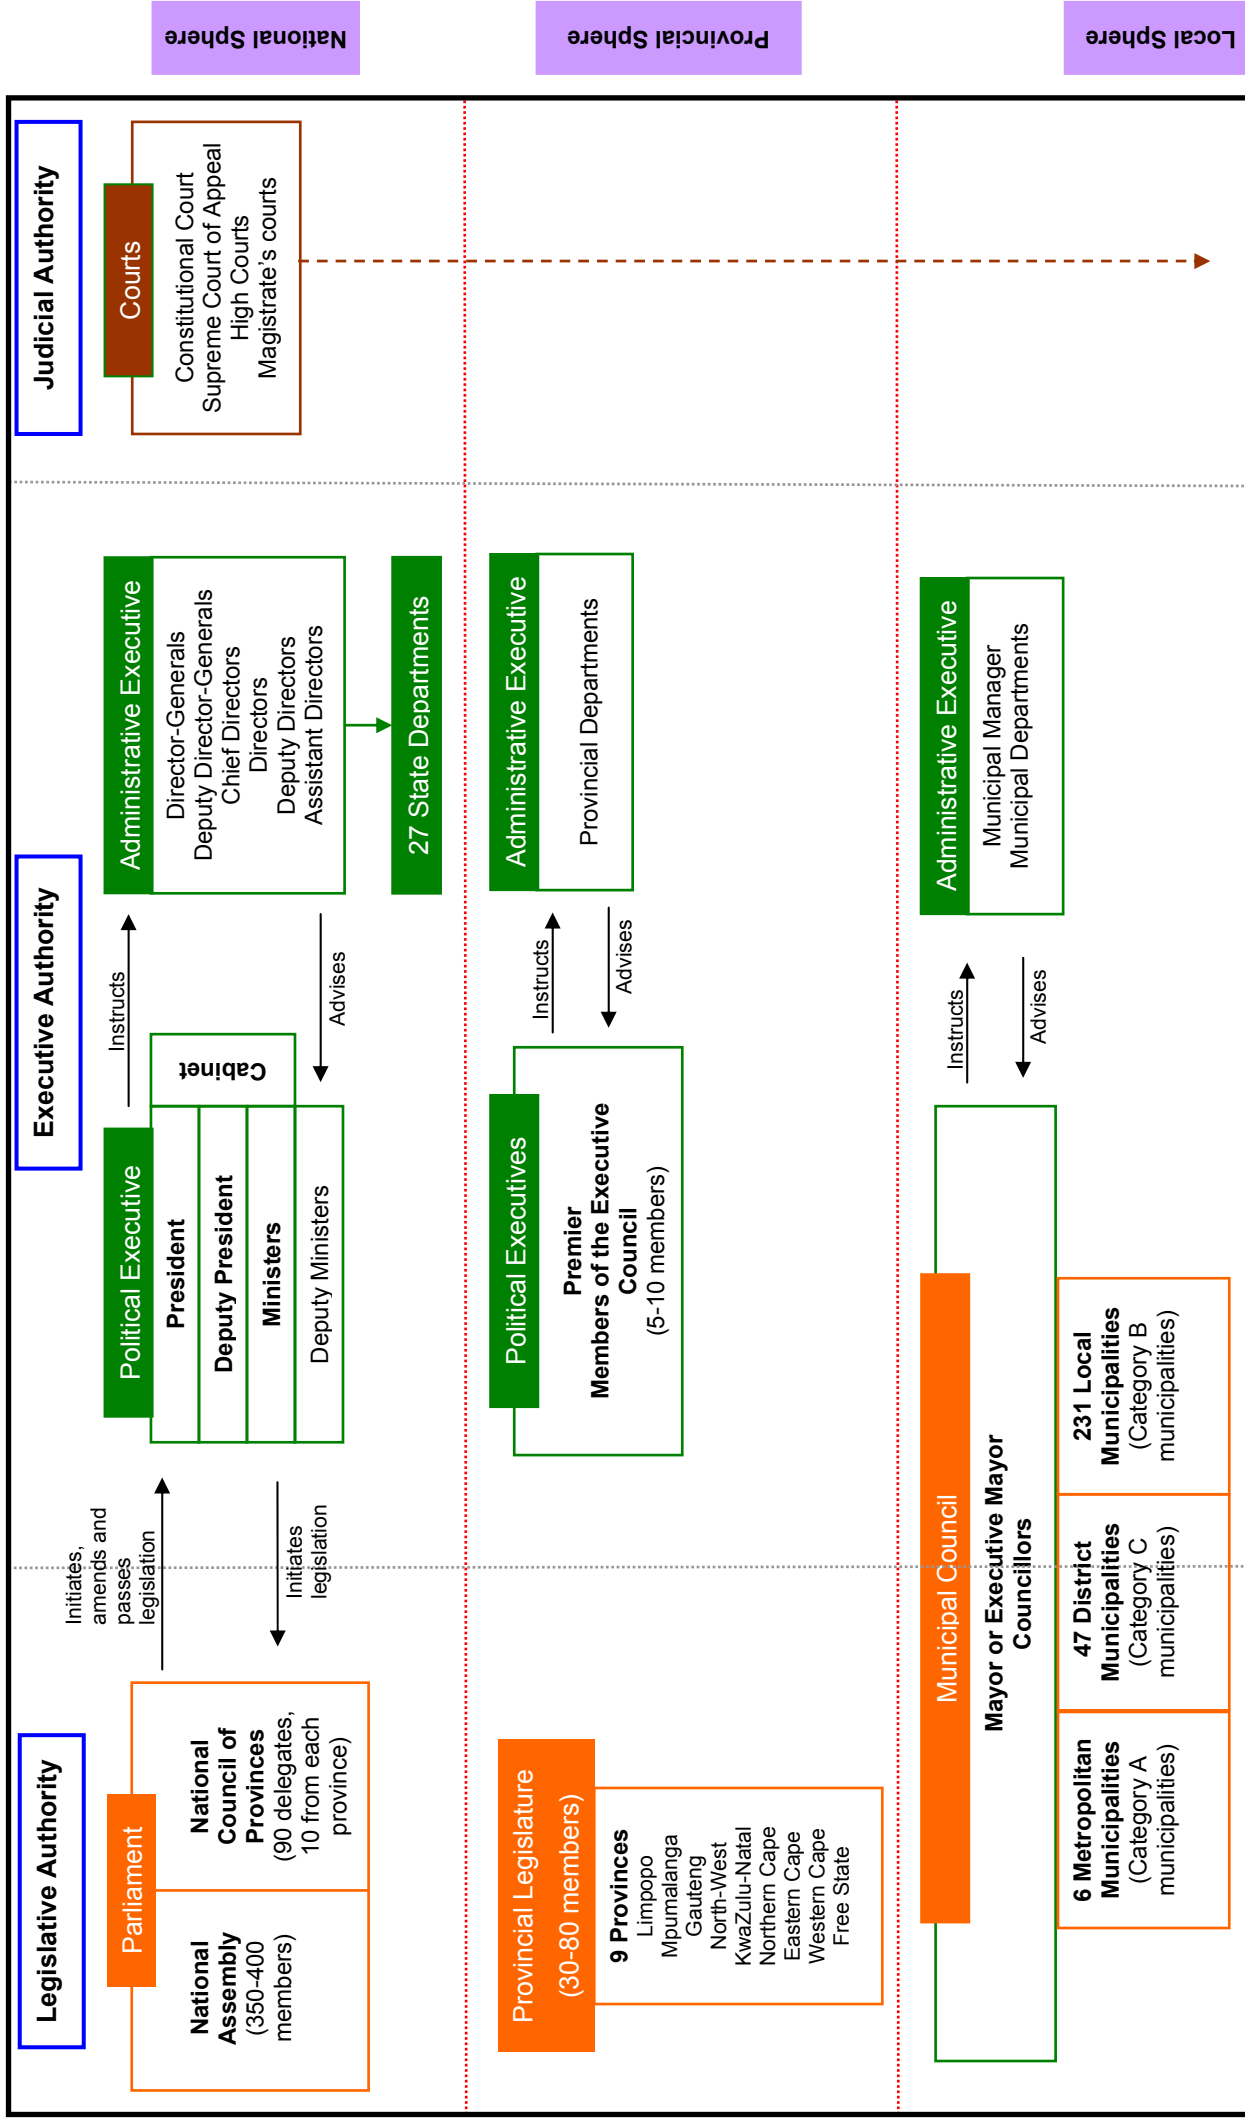 Legislative Authority
Executive Authority
Judicial Authority
National Sphere
Parliament
National
Assembly
(350-400
members)
National
Council of
Provinces
(90 delegates,
10 from each
province)
Initiates,
amends and
passes
legislation
Initiates
legislation
Political Executive
President
Deputy President
Ministers
Deputy Ministers
Cabinet
Instructs
Advises
Administrative Executive
Director-Generals
Deputy Director-Generals
Chief Directors
Directors
Deputy Directors
Assistant Directors
27 State Departments
Courts
Constitutional Court
Supreme Court of Appeal
High Courts
Magistrate's courts
Provincial Sphere
Provincial Legislature
(30-80 members)
9 Provinces
Limpopo
Mpumalanga
Gauteng
North-West
KwaZulu-Natal
Northern Cape
Eastern Cape
Western Cape
Free State
Political Executives
Premier
Members of the Executive
Council
(5-10 members)
Instructs
Advises
Administrative Executive
Provincial Departments
Local Sphere
Municipal Council
Mayor or Executive Mayor
Councillors
6 Metropolitan
Municipalities
(Category A
municipalities)
47 District
Municipalities
(Category C
municipalities)
231 Local
Municipalities
(Category B
municipalities)
Instructs
Advises
Administrative Executive
Municipal Manager
Municipal Departments